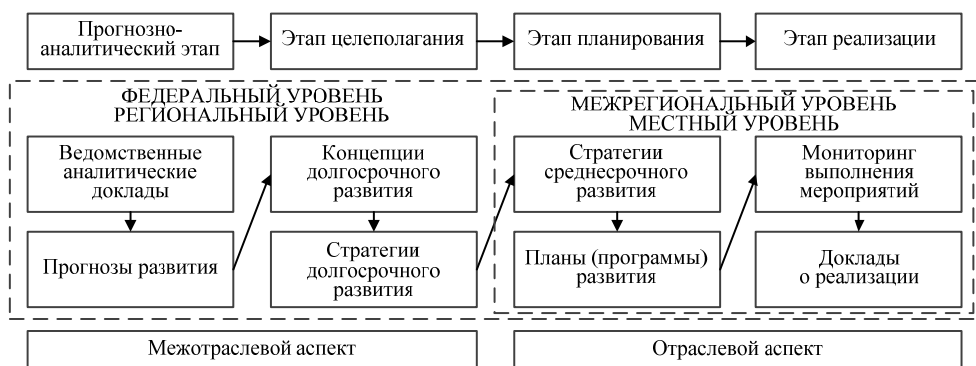 Прогнозно-
аналитический этап
Этап целеполагания
Этап планирования
Этап реализации
ФЕДЕРАЛЬНЫЙ УРОВЕНЬ
РЕГИОНАЛЬНЫЙ УРОВЕНЬ
МЕЖРЕГИОНАЛЬНЫЙ УРОВЕНЬ
МЕСТНЫЙ УРОВЕНЬ
Ведомственные
аналитические
доклады
Концепции
долгосрочного
развития
Стратегии
среднесрочного
развития
Мониторинг
выполнения
мероприятий
Прогнозы развития
Стратегии
долгосрочного
развития
Планы (программы)
развития
Доклады
о реализации
Межотраслевой аспект
Отраслевой аспект